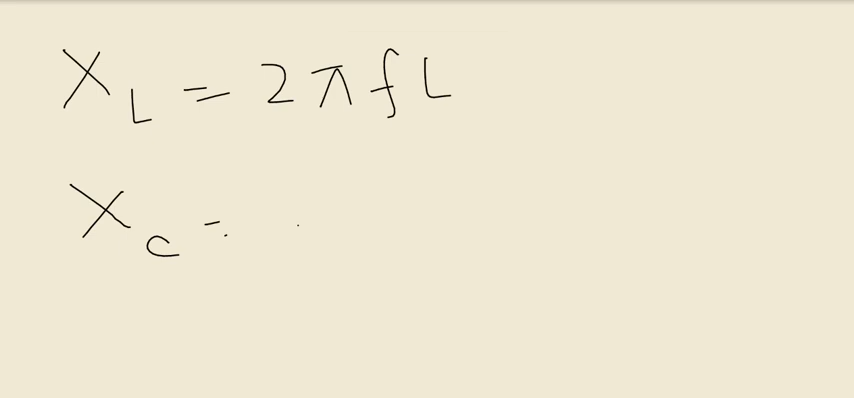 X_L = 2πfL
X_C =